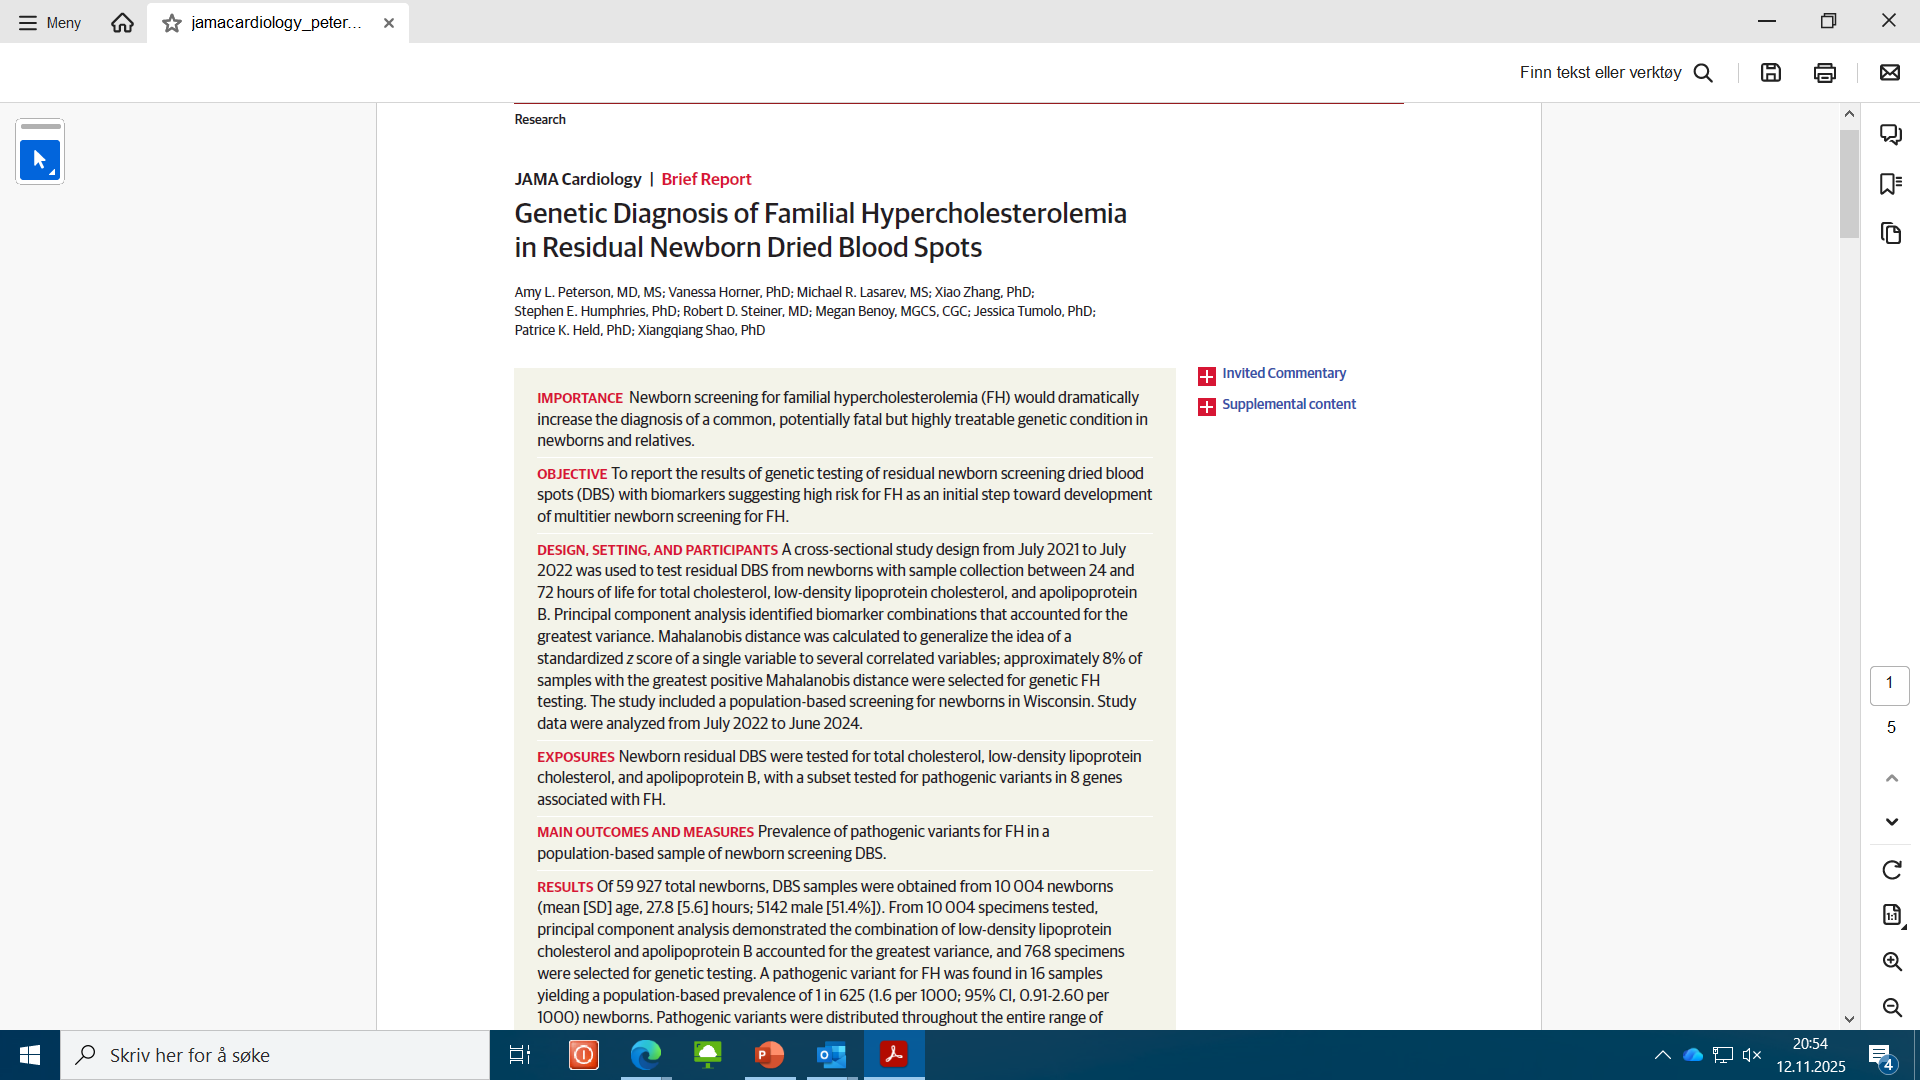 Meny
jamacardiology_peter...
Finn tekst eller verktøy
Research
JAMA Cardiology | Brief Report
Genetic Diagnosis of Familial Hypercholesterolemia
in Residual Newborn Dried Blood Spots
Amy L. Peterson, MD, MS; Vanessa Horner, PhD; Michael R. Lasarev, MS; Xiao Zhang, PhD;
Stephen E. Humphries, PhD; Robert D. Steiner, MD; Megan Benoy, MGCS, CGC; Jessica Tumolo, PhD;
Patrice K. Held, PhD; Xiangqiang Shao, PhD
Invited Commentary
Supplemental content
IMPORTANCE Newborn screening for familial hypercholesterolemia (FH) would dramatically
increase the diagnosis of a common, potentially fatal but highly treatable genetic condition in
newborns and relatives.
OBJECTIVE To report the results of genetic testing of residual newborn screening dried blood
spots (DBS) with biomarkers suggesting high risk for FH as an initial step toward development
of multitier newborn screening for FH.
DESIGN, SETTING, AND PARTICIPANTS A cross-sectional study design from July 2021 to July
2022 was used to test residual DBS from newborns with sample collection between 24 and
72 hours of life for total cholesterol, low-density lipoprotein cholesterol, and apolipoprotein
B. Principal component analysis identified biomarker combinations that accounted for the
greatest variance. Mahalanobis distance was calculated to generalize the idea of a
standardized z score of a single variable to several correlated variables; approximately 8% of
samples with the greatest positive Mahalanobis distance were selected for genetic FH
testing. The study included a population-based screening for newborns in Wisconsin. Study
data were analyzed from July 2022 to June 2024.
EXPOSURES Newborn residual DBS were tested for total cholesterol, low-density lipoprotein
cholesterol, and apolipoprotein B, with a subset tested for pathogenic variants in 8 genes
associated with FH.
MAIN OUTCOMES AND MEASURES Prevalence of pathogenic variants for FH in a
population-based sample of newborn screening DBS.
RESULTS Of 59 927 total newborns, DBS samples were obtained from 10 004 newborns
(mean [SD] age, 27.8 [5.6] hours; 5142 male [51.4%]). From 10 004 specimens tested,
principal component analysis demonstrated the combination of low-density lipoprotein
cholesterol and apolipoprotein B accounted for the greatest variance, and 768 specimens
were selected for genetic testing. A pathogenic variant for FH was found in 16 samples
yielding a population-based prevalence of 1 in 625 (1.6 per 1000; 95% CI, 0.91-2.60 per
1000) newborns. Pathogenic variants were distributed throughout the entire range of
1
5
1:1
Skriv her for å søke
P
O
20:54
12.11.2025
4